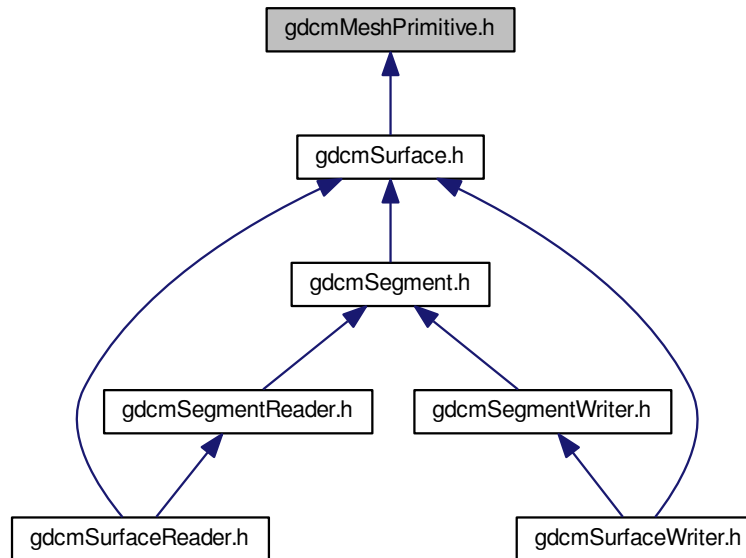 gdcmMeshPrimitive.h
gdcmSurface.h
gdcmSegment.h
gdcmSegmentReader.h
gdcmSegmentWriter.h
gdcmSurfaceReader.h
gdcmSurfaceWriter.h